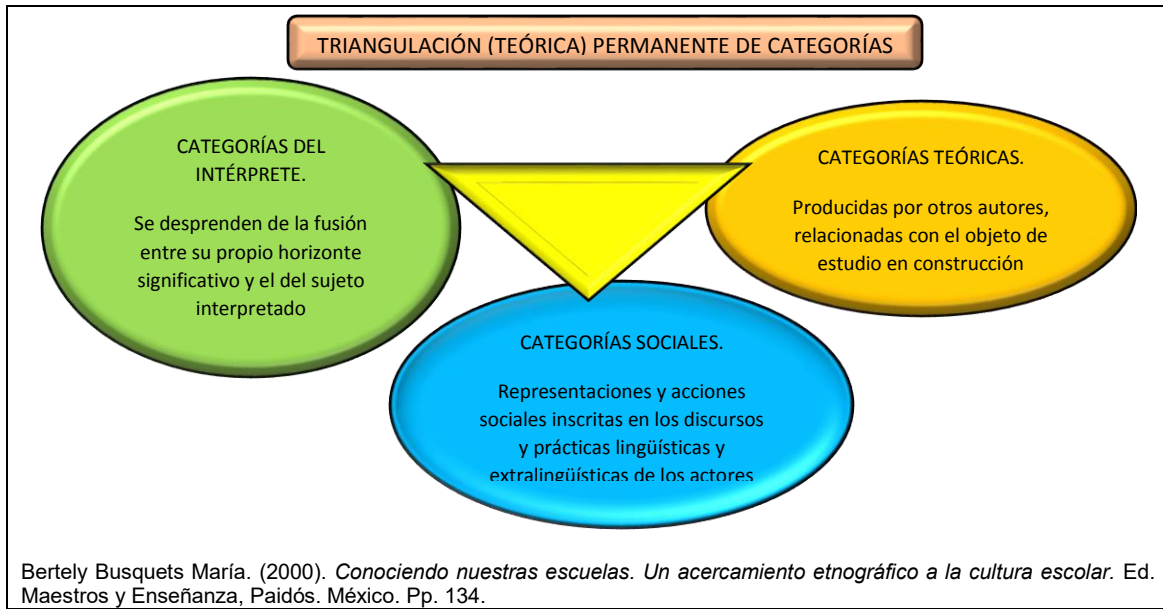 TRIANGULACIÓN (TEÓRICA) PERMANENTE DE CATEGORÍAS
CATEGORÍAS DEL
INTÉRPRETE.
Se desprenden de la fusión
entre su propio horizonte
significativo y el del sujeto
interpretado
CATEGORÍAS TEÓRICAS.
Producidas por otros autores,
relacionadas con el objeto de
estudio en construcción
CATEGORÍAS SOCIALES.
Representaciones y acciones
sociales inscritas en los discursos
y prácticas lingüísticas y
extralingüísticas de los actores
Bertely Busquets María. (2000). Conociendo nuestras escuelas. Un acercamiento etnográfico a la cultura escolar. Ed.
Maestros y Enseñanza, Paidós. México. Pp. 134.